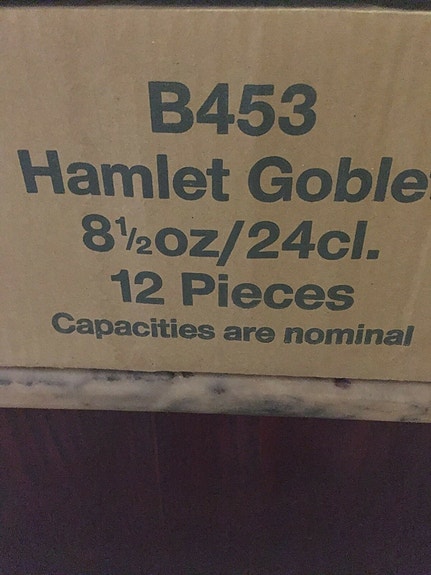 B453
Hamlet Goble
8½oz/24cl.
12 Pieces
Capacities are nominal